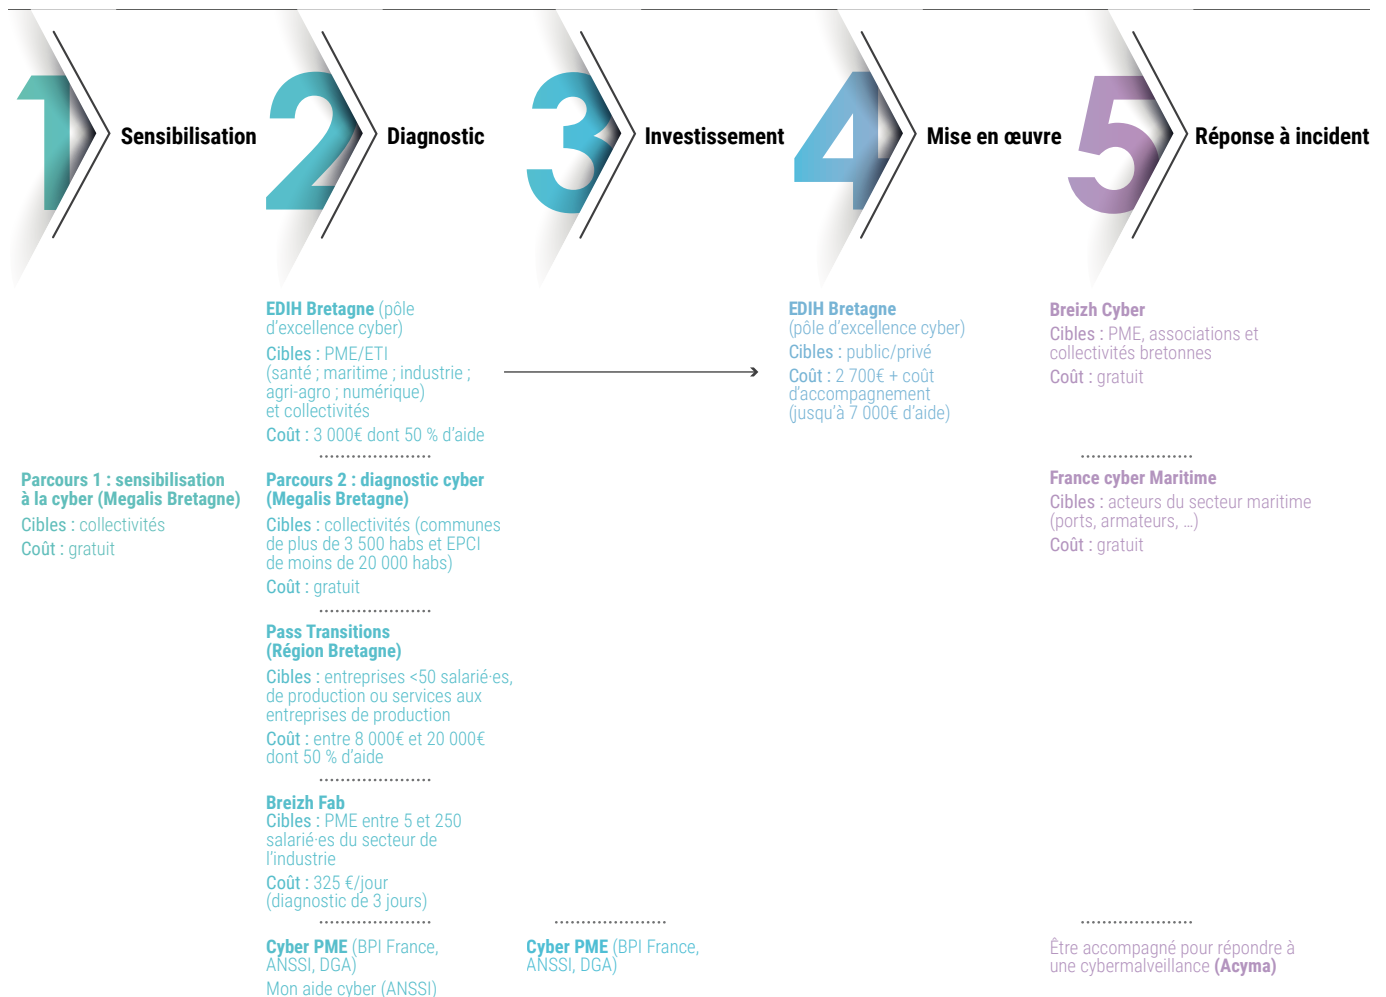 1
Sensibilisation
2
Diagnostic
3
Investissement
4
Mise en œuvre
5
Réponse à incident
Parcours 1 : sensibilisation
à la cyber (Megalis Bretagne)
Cibles : collectivités
Coût : gratuit
EDIH Bretagne (pôle
d’excellence cyber)
Cibles : PME/ETI
(santé ; maritime ; industrie ;
agri-agro ; numérique)
et collectivités
Coût : 3 000€ dont 50 % d’aide
Parcours 2 : diagnostic cyber
(Megalis Bretagne)
Cibles : collectivités (communes
de plus de 3 500 habs et EPCI
de moins de 20 000 habs)
Coût : gratuit
Pass Transitions
(Région Bretagne)
Cibles : entreprises <50 salarié·es,
de production ou services aux
entreprises de production
Coût : entre 8 000€ et 20 000€
dont 50 % d’aide
Breizh Fab
Cibles : PME entre 5 et 250
salarié·es du secteur de
l’industrie
Coût : 325 €/jour
(diagnostic de 3 jours)
Cyber PME (BPI France,
ANSSI, DGA)
Mon aide cyber (ANSSI)
Cyber PME (BPI France,
ANSSI, DGA)
EDIH Bretagne
(pôle d’excellence cyber)
Cibles : public/privé
Coût : 2 700€ + coût
d’accompagnement
(jusqu’à 7 000€ d’aide)
Breizh Cyber
Cibles : PME, associations et
collectivités bretonnes
Coût : gratuit
France cyber Maritime
Cibles : acteurs du secteur maritime
(ports, armateurs, …)
Coût : gratuit
Être accompagné pour répondre à
une cybermalveillance (Acyma)